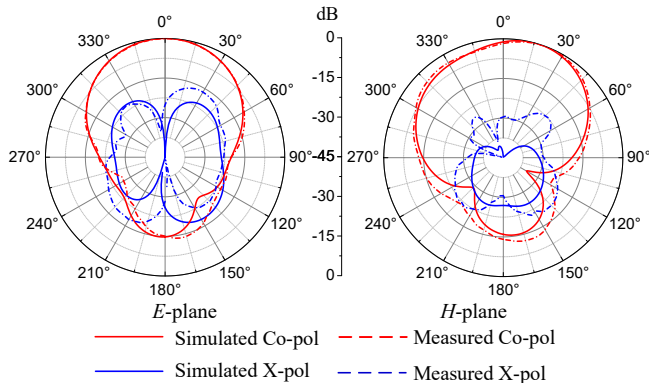 0° dB 0°
330° 30° 0 330° 30°
300° 60° -15 300° 60°
-30
270° 90° -45 270° 90°
-30
240° 120° -15 240° 120°
210° 150° 0 210° 150°
180° 180°
E-plane H-plane
Simulated Co-pol Measured Co-pol
Simulated X-pol Measured X-pol